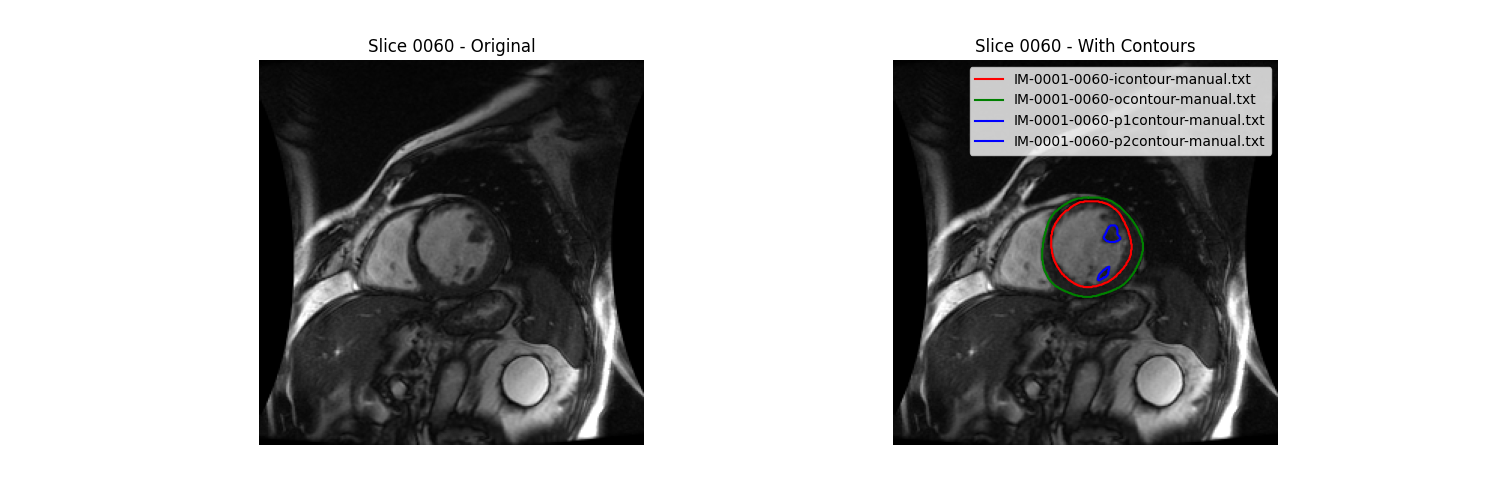 Slice 0060 - Original
Slice 0060 - With Contours
IM-0001-0060-icontour-manual.txt
IM-0001-0060-ocontour-manual.txt
IM-0001-0060-p1contour-manual.txt
IM-0001-0060-p2contour-manual.txt